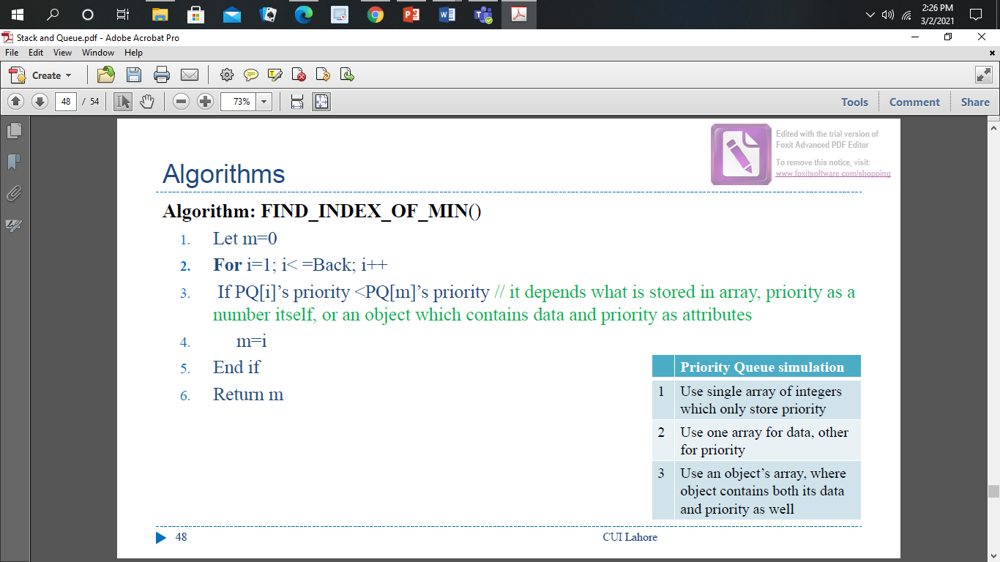 2:26 PM
3/2/2021
Stack and Queue.pdf - Adobe Acrobat Pro
File Edit View Window Help
Create
48 / 54 73% Tools Comment Share
Edited with the trial version of
Foxit Advanced PDF Editor
To remove this notice, visit:
www.foxitsoftware.com/shopping
Algorithms
Algorithm: FIND_INDEX_OF_MIN()
1. Let m=0
2. For i=1; i< =Back; i++
3. If PQ[i]’s priority <PQ[m]’s priority // it depends what is stored in array, priority as a
number itself, or an object which contains data and priority as attributes
4. m=i
5. End if
6. Return m
Priority Queue simulation
1 Use single array of integers
which only store priority
2 Use one array for data, other
for priority
3 Use an object’s array, where
object contains both its data
and priority as well
48 CUI Lahore